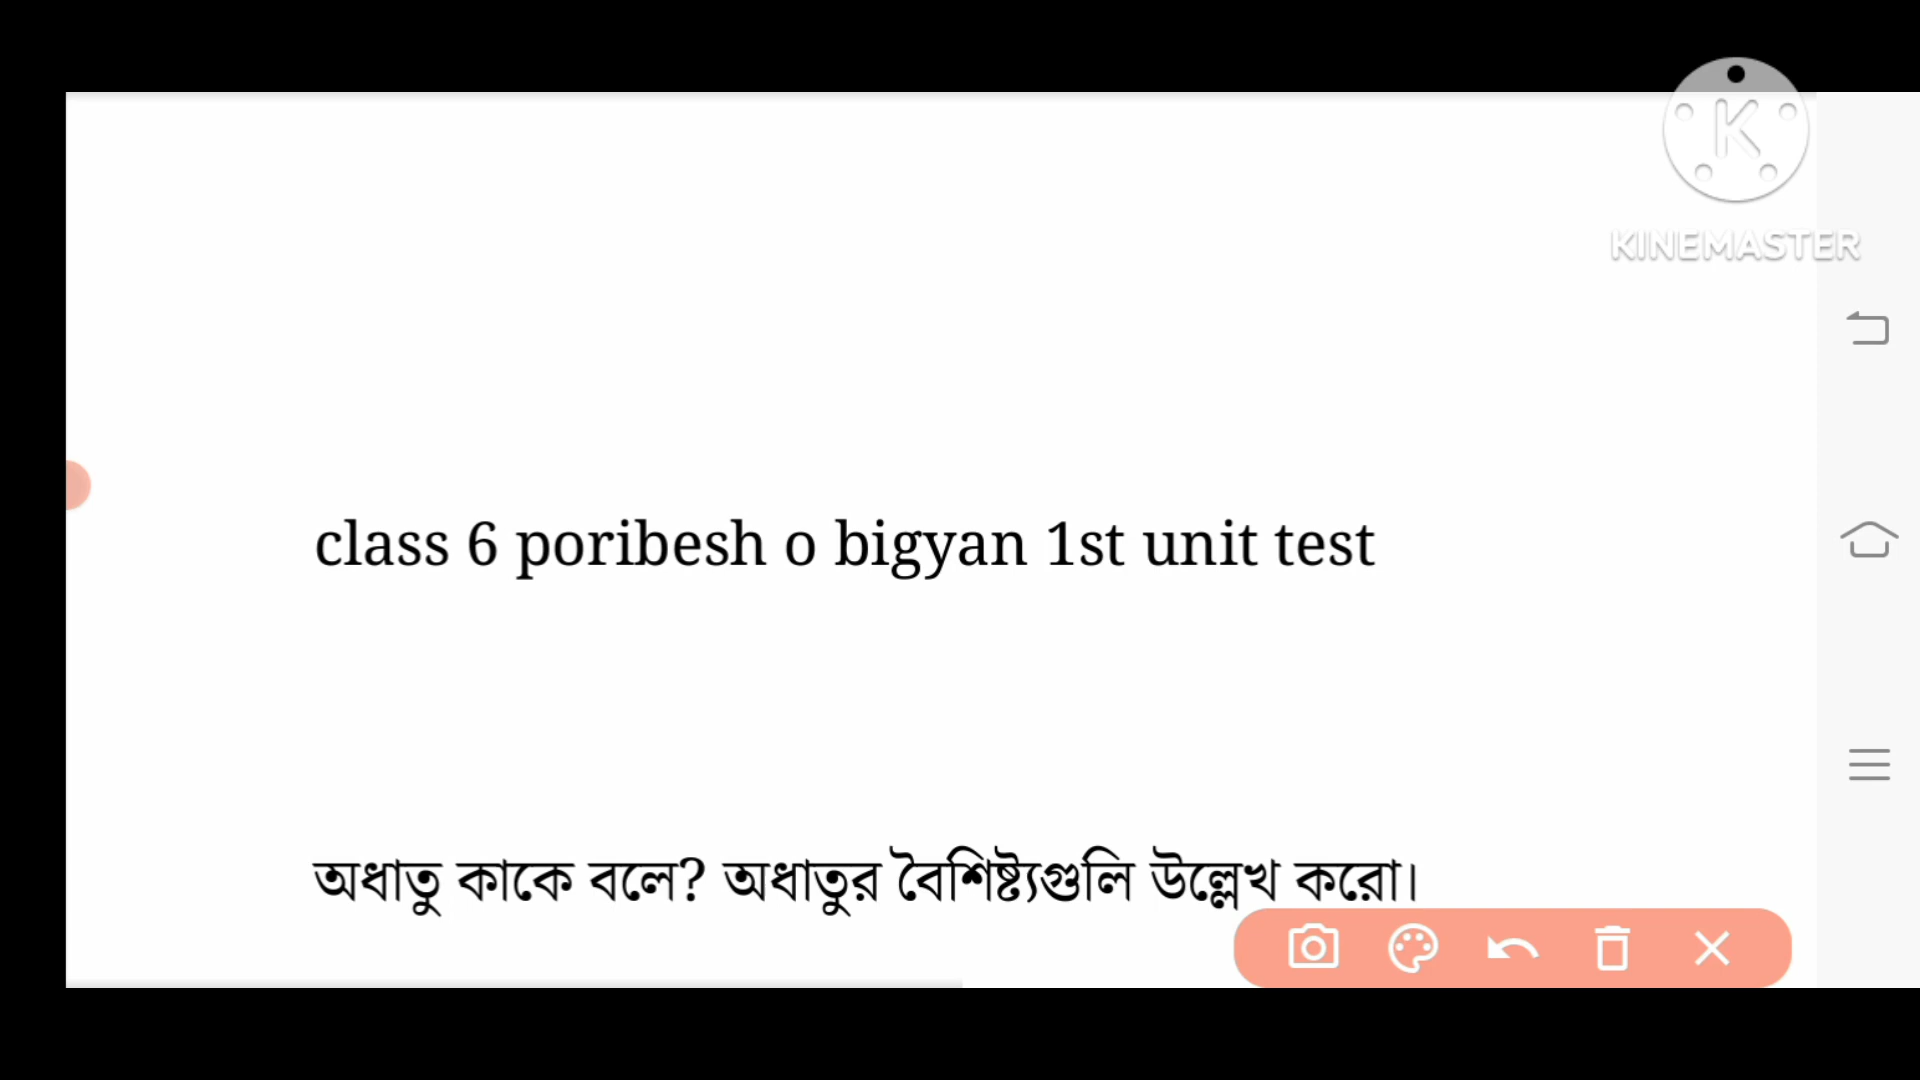 K
KINEMASTER
class 6 poribesh o bigyan 1st unit test
অধাতু কাকে বলে? অধাতুর বৈশিষ্ট্যগুলি উল্লেখ করো।